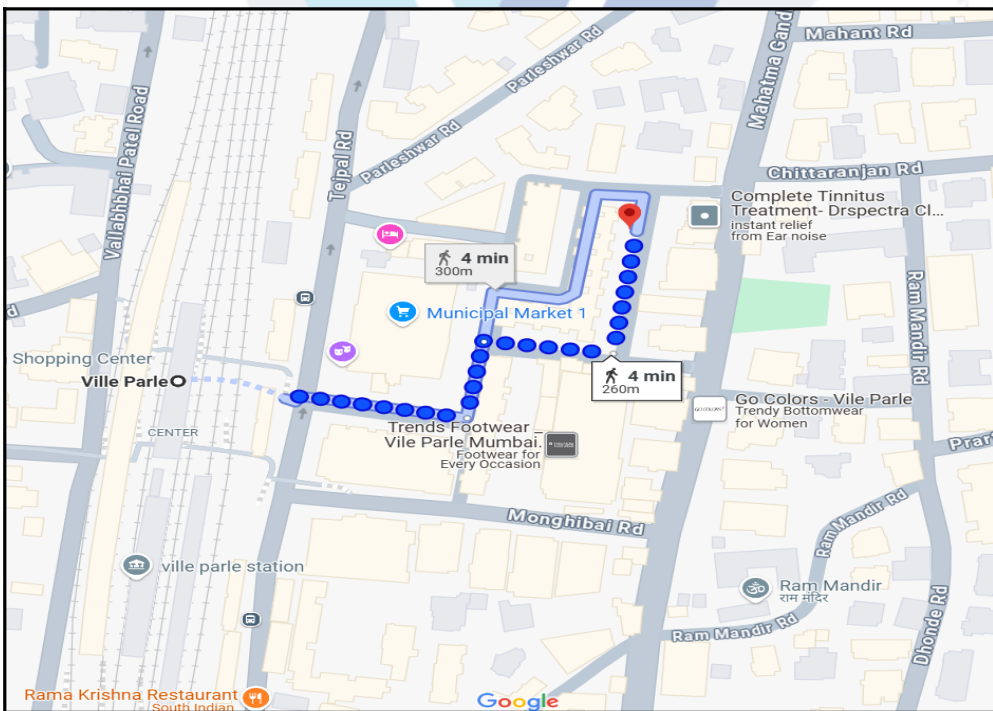 Mahant Rd
Mahatma Gand
Parleshwar Rd
Vallabhbhai Patel Road
Tejpal Rd
Parleshwar Rd
Chittaranjan Rd
Complete Tinnitus
Treatment- Drspectra Cl...
instant relief
from Ear noise
4 min
300m
Ram Mandir Rd
Municipal Market 1
Shopping Center
Ville Parle
4 min
260m
Go Colors - Vile Parle
Trendy Bottomwear
for Women
GO COLORS!
CENTER
Trends Footwear _
Vile Parle Mumbai.
Footwear for
Every Occasion
Prar
Monghibai Rd
Ram Mandir Rd
ville parle station
Ram Mandir
राम मंदिर
Ram Mandir Rd
Dhonde Rd
Rama Krishna Restaurant
South Indian
Google